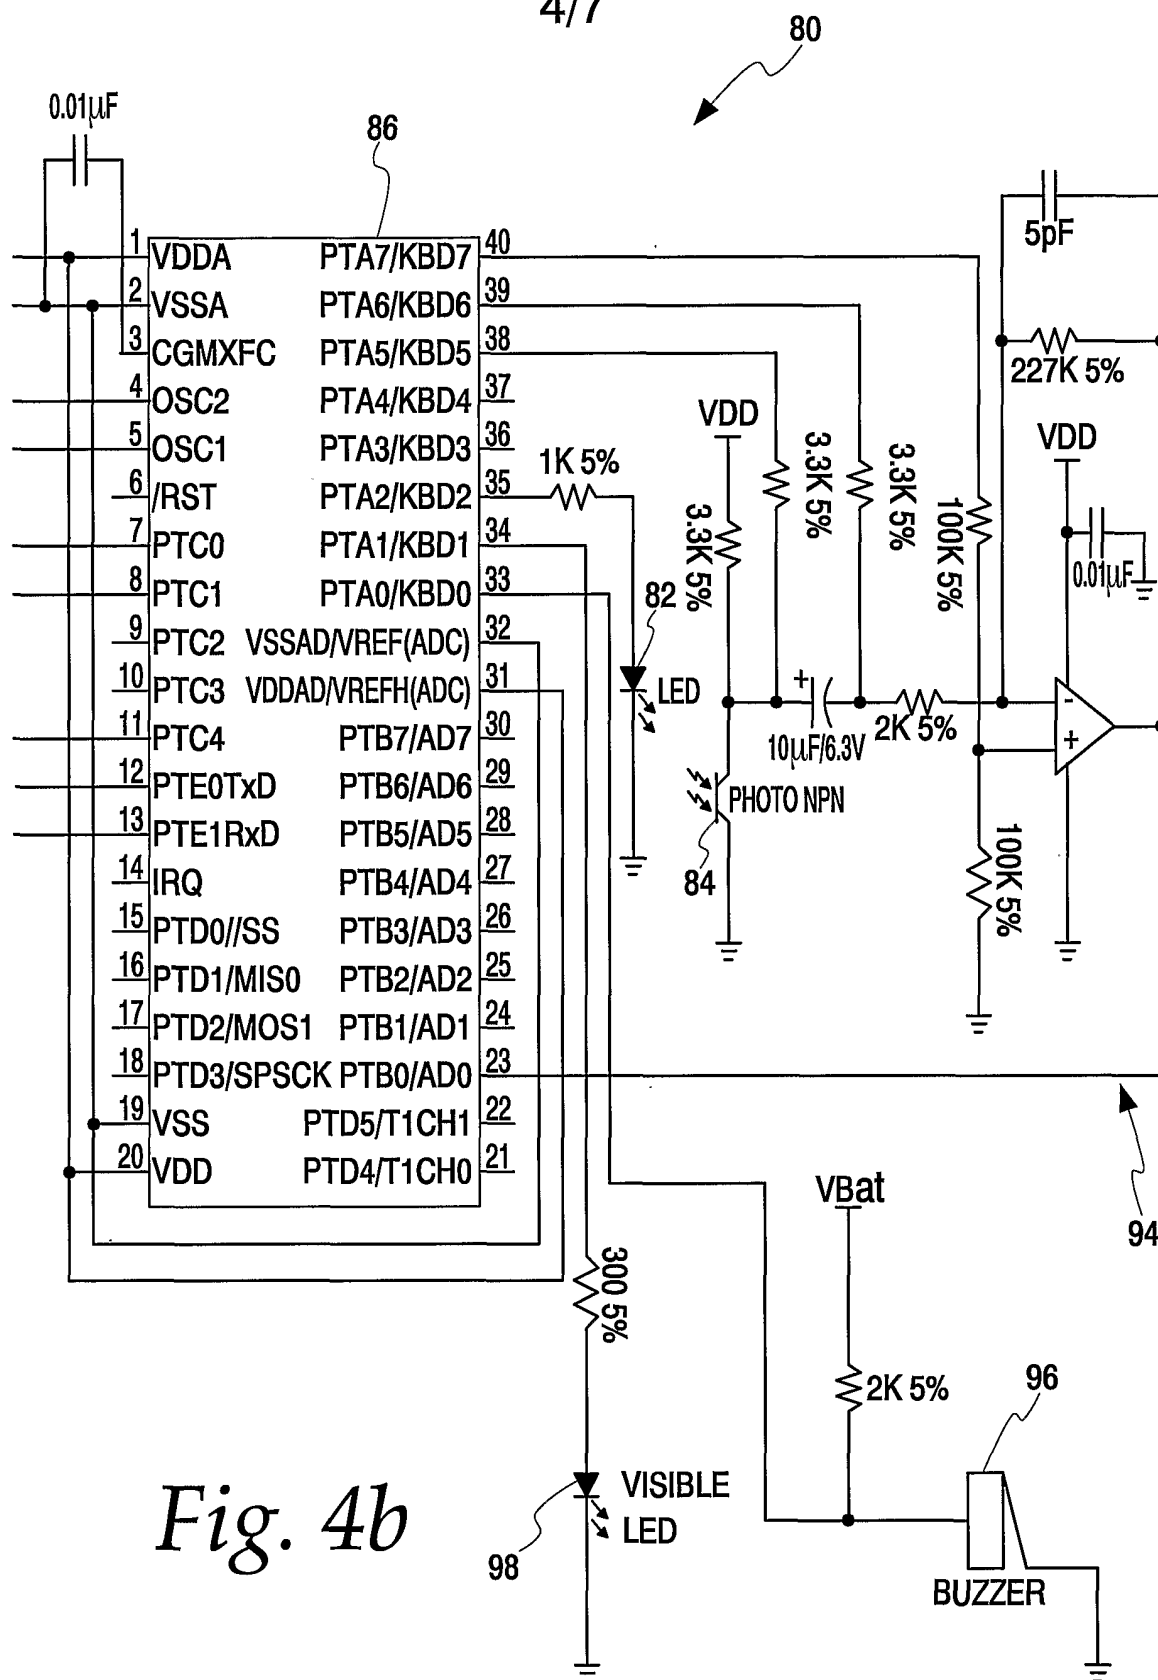 4/7
80
0.01µF
86
5pF
227K 5%
1 VDDA PTA7/KBD7 40
2 VSSA PTA6/KBD6 39
3 CGMXFC PTA5/KBD5 38
4 OSC2 PTA4/KBD4 37
5 OSC1 PTA3/KBD3 36
6 /RST PTA2/KBD2 35
7 PTC0 PTA1/KBD1 34
8 PTC1 PTA0/KBD0 33
9 PTC2 VSSAD/VREF(ADC) 32
10 PTC3 VDDAD/VREFH(ADC) 31
11 PTC4 PTB7/AD7 30
12 PTE0TxD PTB6/AD6 29
13 PTE1RxD PTB5/AD5 28
14 IRQ PTB4/AD4 27
15 PTD0//SS PTB3/AD3 26
16 PTD1/MIS0 PTB2/AD2 25
17 PTD2/MOS1 PTB1/AD1 24
18 PTD3/SPSCK PTB0/AD0 23
19 VSS PTD5/T1CH1 22
20 VDD PTD4/T1CH0 21
VDD
VDD
1K 5%
3.3K 5%
3.3K 5%
3.3K 5%
100K 5%
0.01µF
82
LED
+
10µF/6.3V
2K 5%
-
+
PHOTO NPN
84
100K 5%
94
VBat
300 5%
2K 5%
96
VISIBLE
LED
98
BUZZER
Fig. 4b